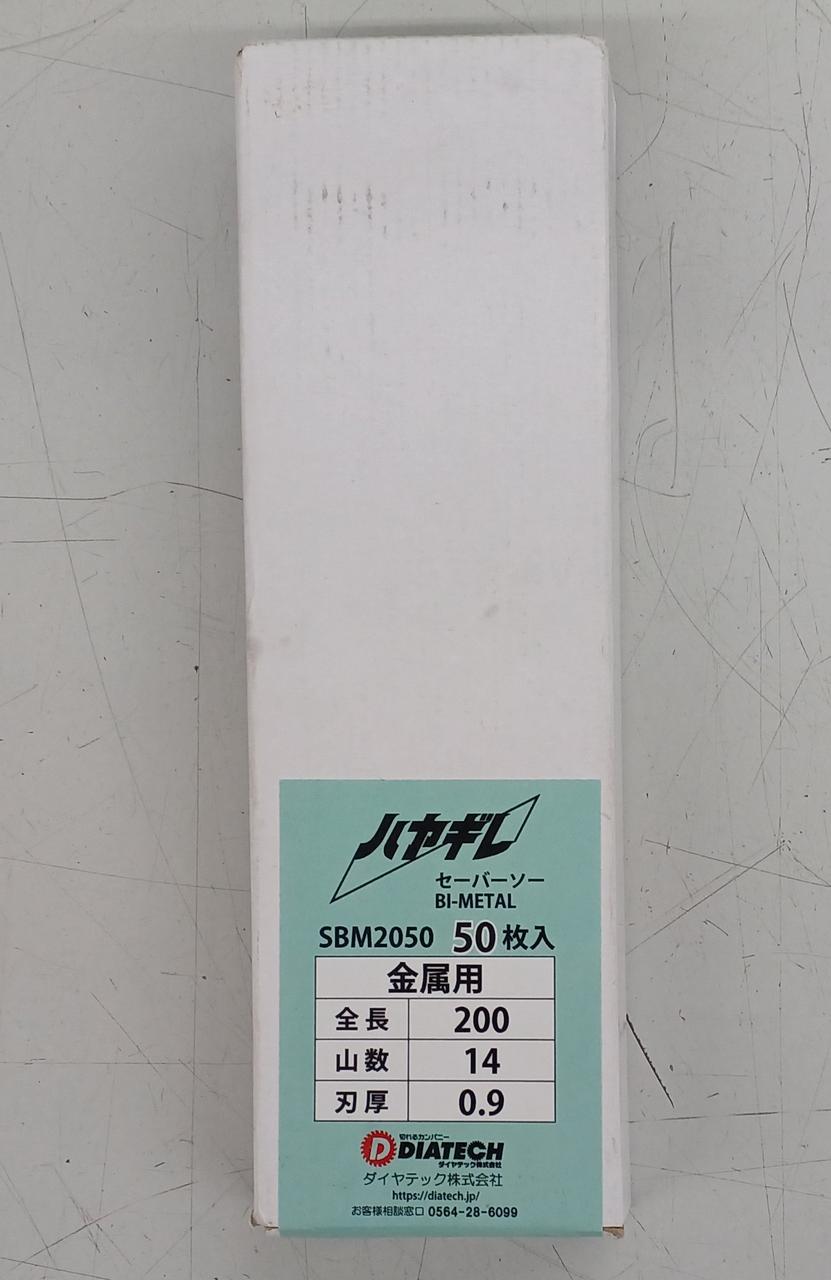 ハヤギレ
セーバーソー
BI-METAL
SBM2050 50枚入
金属用
全長 200
山数 14
刃厚 0.9
切れるカンパニー
D DIATECH
ダイヤテック株式会社
ダイヤテック株式会社
https://diatech.jp/
お客様相談窓口 0564-28-6099